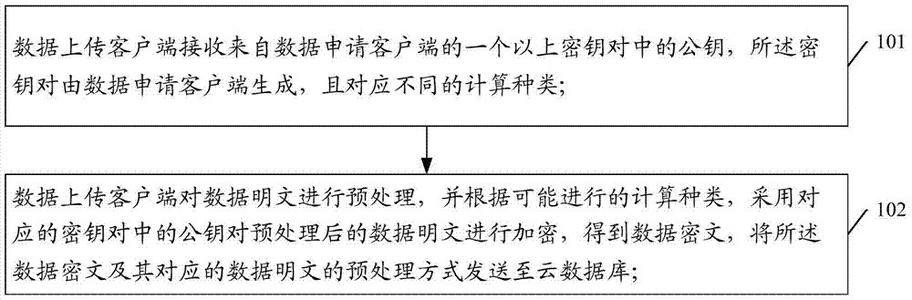 数据上传客户端接收来自数据申请客户端的一个以上密钥对中的公钥，所述密
钥对由数据申请客户端生成，且对应不同的计算种类；
101
数据上传客户端对数据明文进行预处理，并根据可能进行的计算种类，采用对
应的密钥对中的公钥对预处理后的数据明文进行加密，得到数据密文，将所述
数据密文及其对应的数据明文的预处理方式发送至云数据库；
102